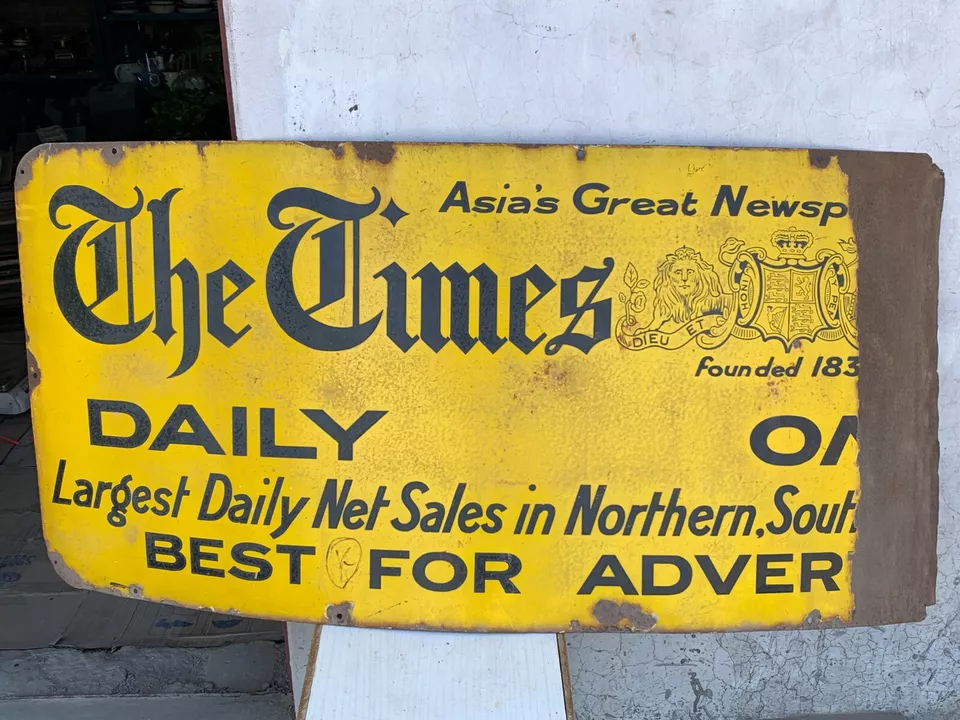 Asia's Great Newsp
The Times
DIEU ET
founded 183
DAILY ON
Largest Daily Net Sales in Northern, South
BEST FOR ADVER